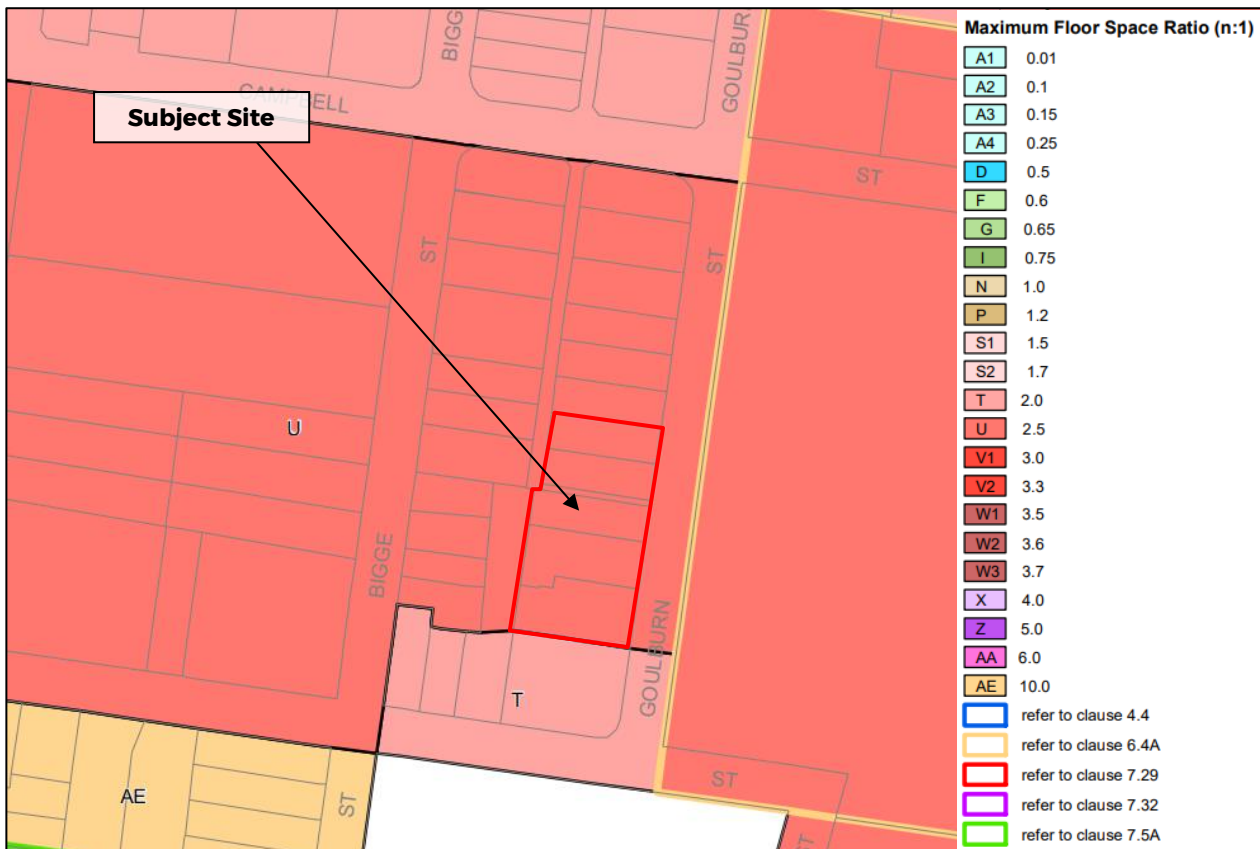 BIGG
GOULBUR
CAMPBELL
Subject Site
ST
ST
ST
U
BIGGE
GOULBURN
T
ST
AE
ST
ST
Maximum Floor Space Ratio (n:1)
A1 0.01
A2 0.1
A3 0.15
A4 0.25
D 0.5
F 0.6
G 0.65
I 0.75
N 1.0
P 1.2
S1 1.5
S2 1.7
T 2.0
U 2.5
V1 3.0
V2 3.3
W1 3.5
W2 3.6
W3 3.7
X 4.0
Z 5.0
AA 6.0
AE 10.0
refer to clause 4.4
refer to clause 6.4A
refer to clause 7.29
refer to clause 7.32
refer to clause 7.5A